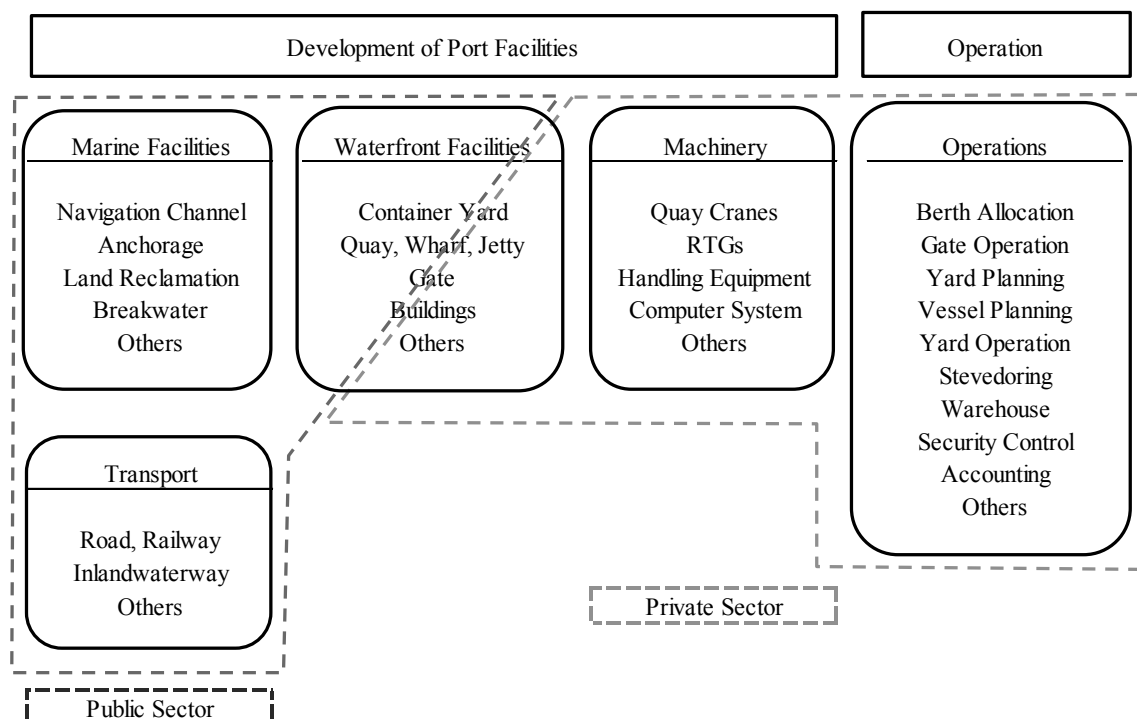 Development of Port Facilities
Operation
Marine Facilities
Navigation Channel
Anchorage
Land Reclamation
Breakwater
Others
Waterfront Facilities
Container Yard
Quay, Wharf, Jetty
Gate
Buildings
Others
Machinery
Quay Cranes
RTGs
Handling Equipment
Computer System
Others
Operations
Berth Allocation
Gate Operation
Yard Planning
Vessel Planning
Yard Operation
Stevedoring
Warehouse
Security Control
Accounting
Others
Transport
Road, Railway
Inlandwaterway
Others
Private Sector
Public Sector